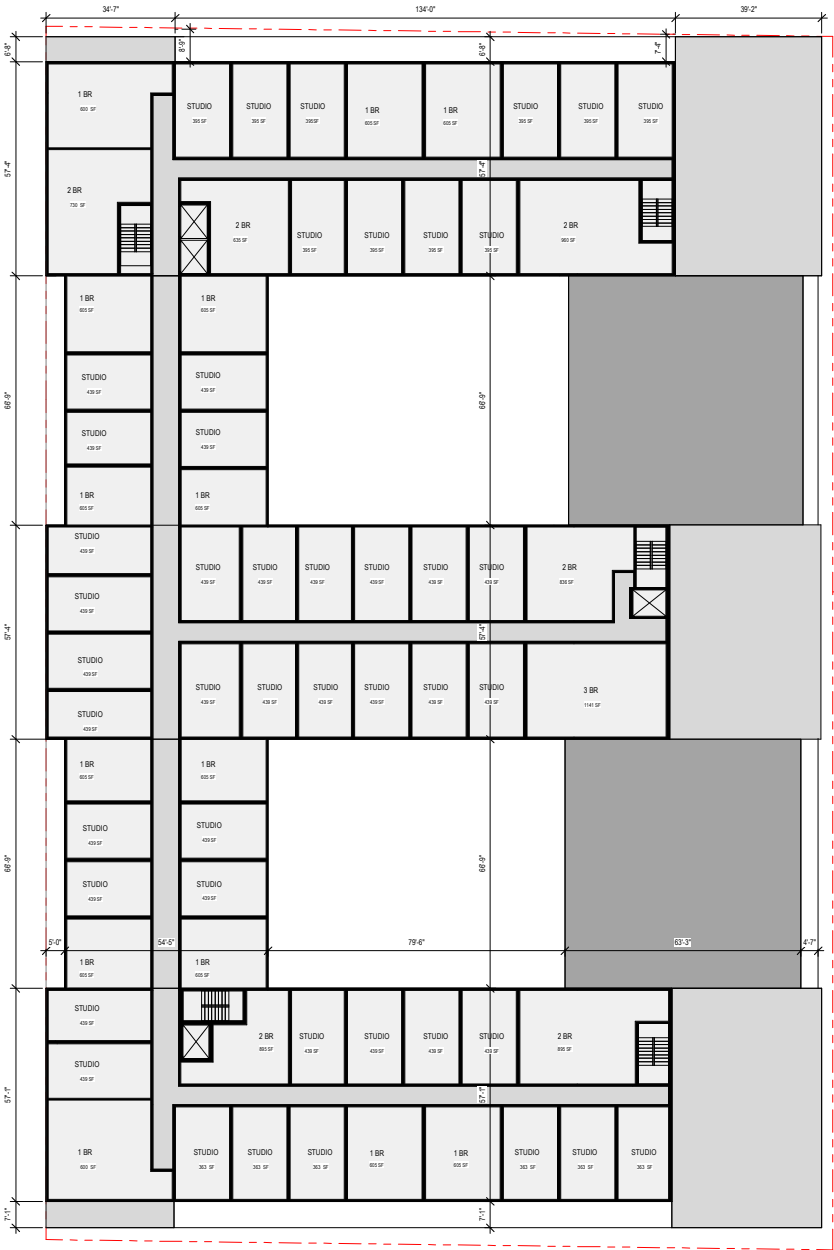 34'-7" 134'-0" 39'-2"
6'-8" 8'-9" 6'-8" 7'-4"
1 BR
600 SF
STUDIO STUDIO STUDIO 1 BR 1 BR STUDIO STUDIO STUDIO
395 SF 395 SF 395SF 605 SF 605 SF 395 SF 395 SF 395 SF
57'-4" 57'-4"
2 BR
730 SF
2 BR STUDIO STUDIO STUDIO STUDIO 2 BR
635 SF 395 SF 395 SF 395 SF 395 SF 960 SF
1 BR 1 BR
605 SF 605 SF
STUDIO STUDIO
439 SF 439 SF
66'-9" 66'-9"
STUDIO STUDIO
439 SF 439 SF
1 BR 1 BR
605 SF 605 SF
STUDIO
439 SF
STUDIO STUDIO STUDIO STUDIO STUDIO STUDIO 2 BR
439 SF 439 SF 439 SF 439 SF 439 SF 439 SF 836 SF
STUDIO
439 SF
57'-4" 57'-4"
STUDIO
439 SF
STUDIO STUDIO STUDIO STUDIO STUDIO STUDIO 3 BR
439 SF 439 SF 439 SF 439 SF 439 SF 439 SF 1141 SF
STUDIO
439 SF
1 BR 1 BR
605 SF 605 SF
STUDIO STUDIO
439 SF 439 SF
66'-9" 66'-9"
STUDIO STUDIO
439 SF 439 SF
5'-0" 54'-5" 79'-6" 63'-3" 4'-7"
1 BR 1 BR
605 SF 605 SF
STUDIO
439 SF
2 BR STUDIO STUDIO STUDIO STUDIO 2 BR
895 SF 439 SF 439 SF 439 SF 439 SF 895 SF
STUDIO
439 SF
57'-1" 57'-1"
1 BR
600 SF
STUDIO STUDIO STUDIO 1 BR 1 BR STUDIO STUDIO STUDIO
363 SF 363 SF 363 SF 605 SF 605 SF 363 SF 363 SF 363 SF
7'-1" 7'-1"